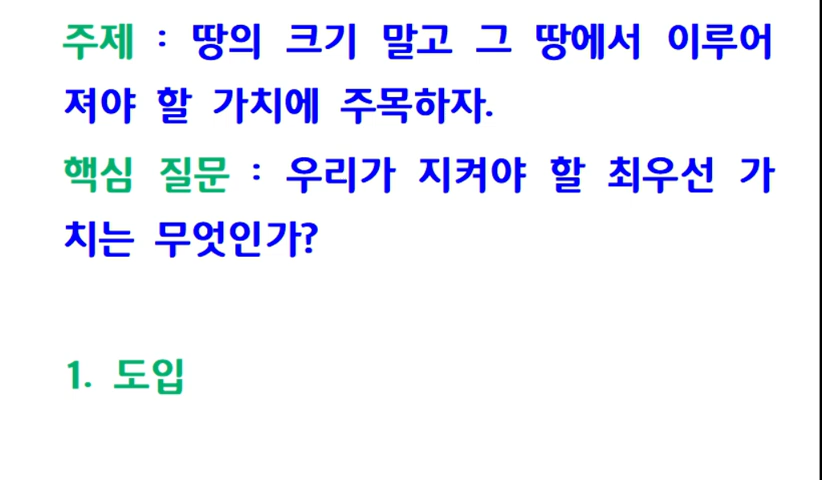 주제 : 땅의 크기 말고 그 땅에서 이루어
져야 할 가치에 주목하자.
핵심 질문 : 우리가 지켜야 할 최우선 가
치는 무엇인가?
1. 도입